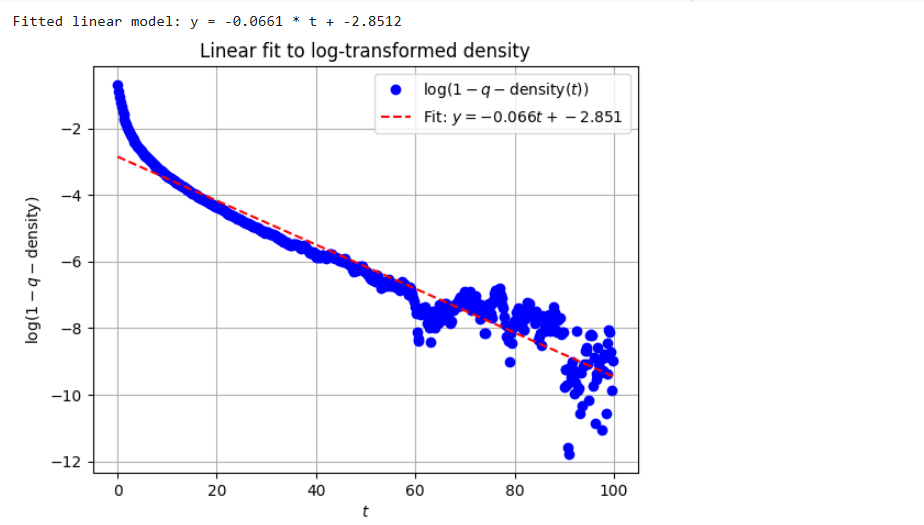 Fitted linear model: y = -0.0661 * t + -2.8512
Linear fit to log-transformed density
log(1 − q − density(t))
Fit: y = −0.066t + −2.851
log(1 − q − density)
−2
−4
−6
−8
−10
−12
0 20 40 60 80 100
t